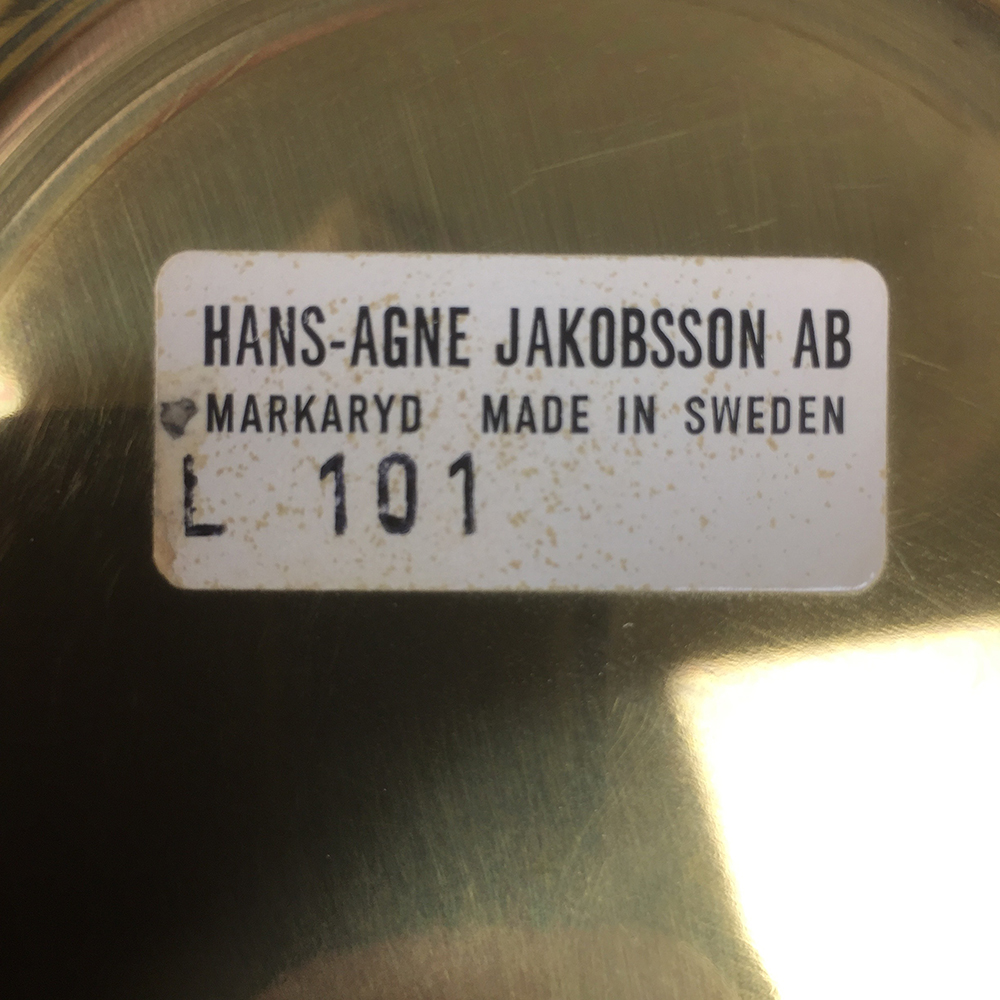 HANS-AGNE JAKOBSSON AB
MARKARYD MADE IN SWEDEN
L 101